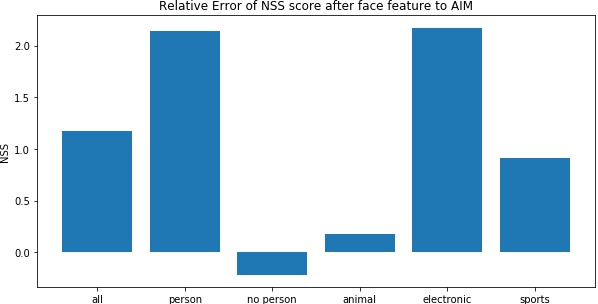 Relative Error of NSS score after face feature to AIM
NSS
2.0
1.5
1.0
0.5
0.0
all person no person animal electronic sports